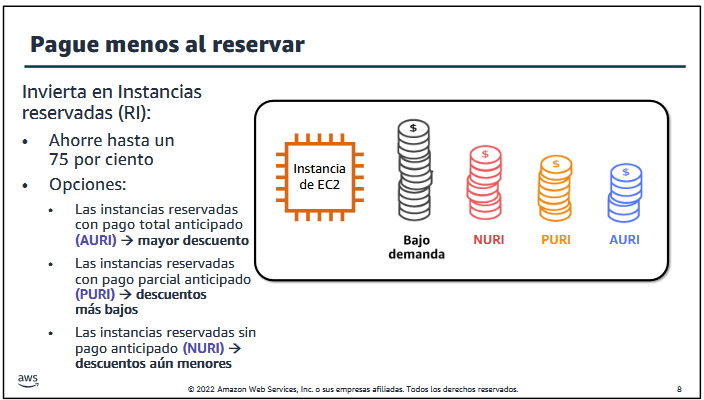 Pague menos al reservar
Invierta en Instancias
reservadas (RI):
• Ahorre hasta un
75 por ciento
• Opciones:
• Las instancias reservadas
con pago total anticipado
(AURI) → mayor descuento
• Las instancias reservadas
con pago parcial anticipado
(PURI) → descuentos
más bajos
• Las instancias reservadas sin
pago anticipado (NURI) →
descuentos aún menores
Instancia
de EC2
$
Bajo
demanda
$
NURI
$
PURI
$
AURI
aws
© 2022 Amazon Web Services, Inc. o sus empresas afiliadas. Todos los derechos reservados.
8